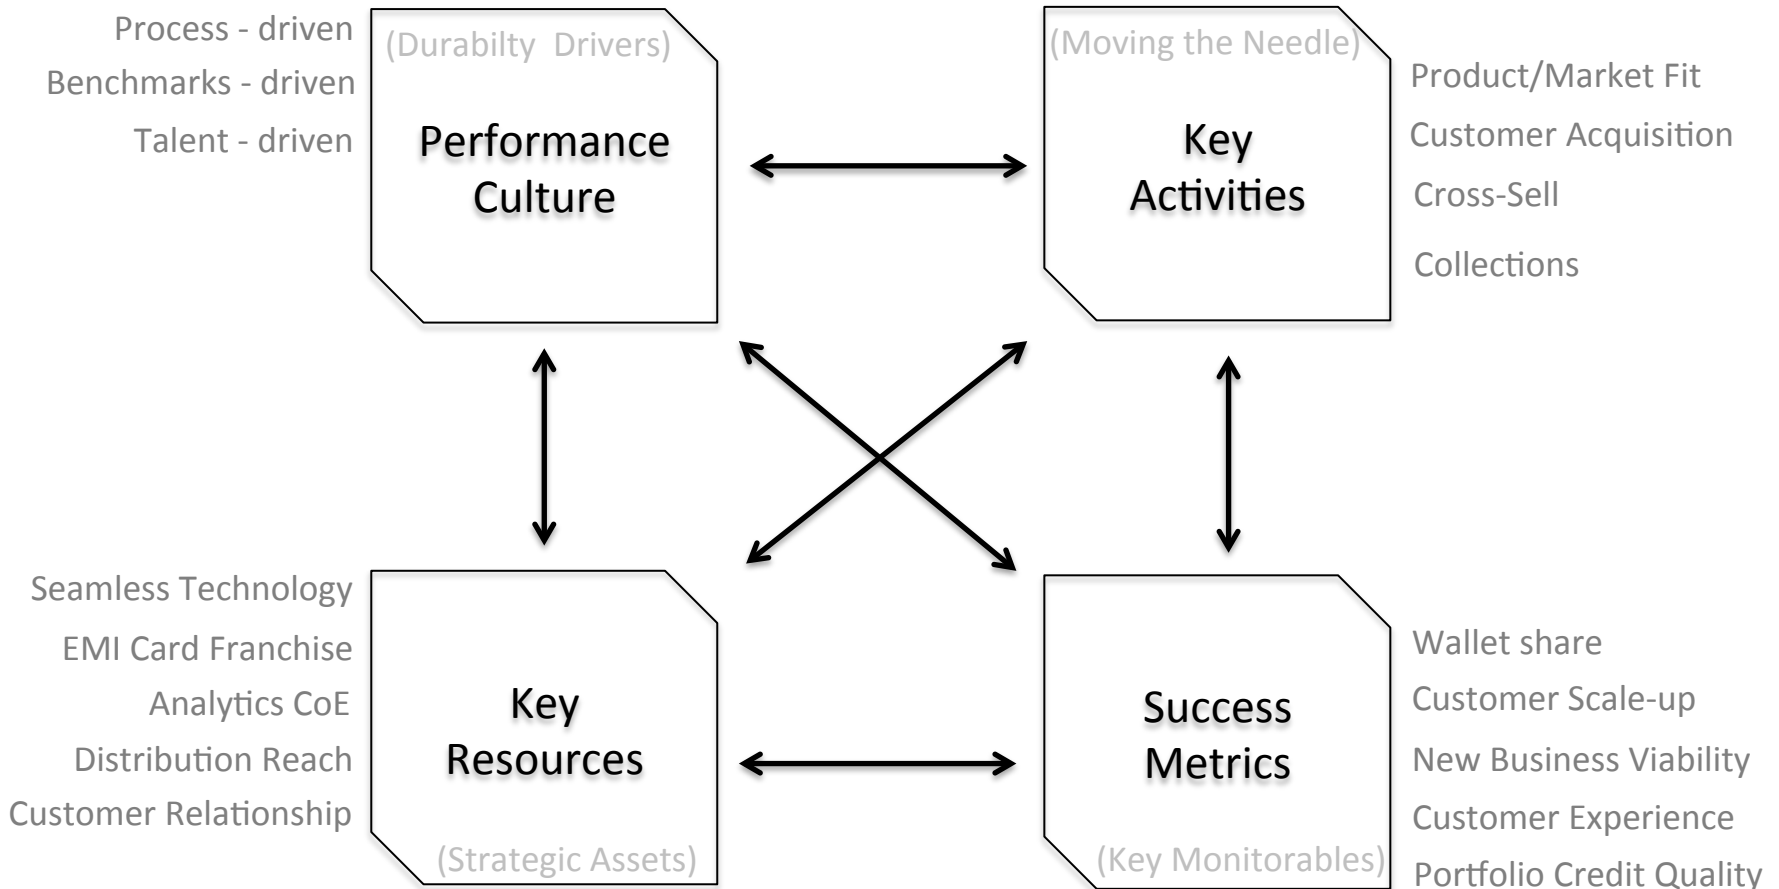 Process - driven
Benchmarks - driven
Talent - driven
(Durabilty  Drivers)
Performance
Culture
(Moving the Needle)
Key
Activities
Product/Market Fit
Customer Acquisition
Cross-Sell
Collections
Seamless Technology
EMI Card Franchise
Analytics CoE
Distribution Reach
Customer Relationship
Key
Resources
(Strategic Assets)
Success
Metrics
(Key Monitorables)
Wallet share
Customer Scale-up
New Business Viability
Customer Experience
Portfolio Credit Quality